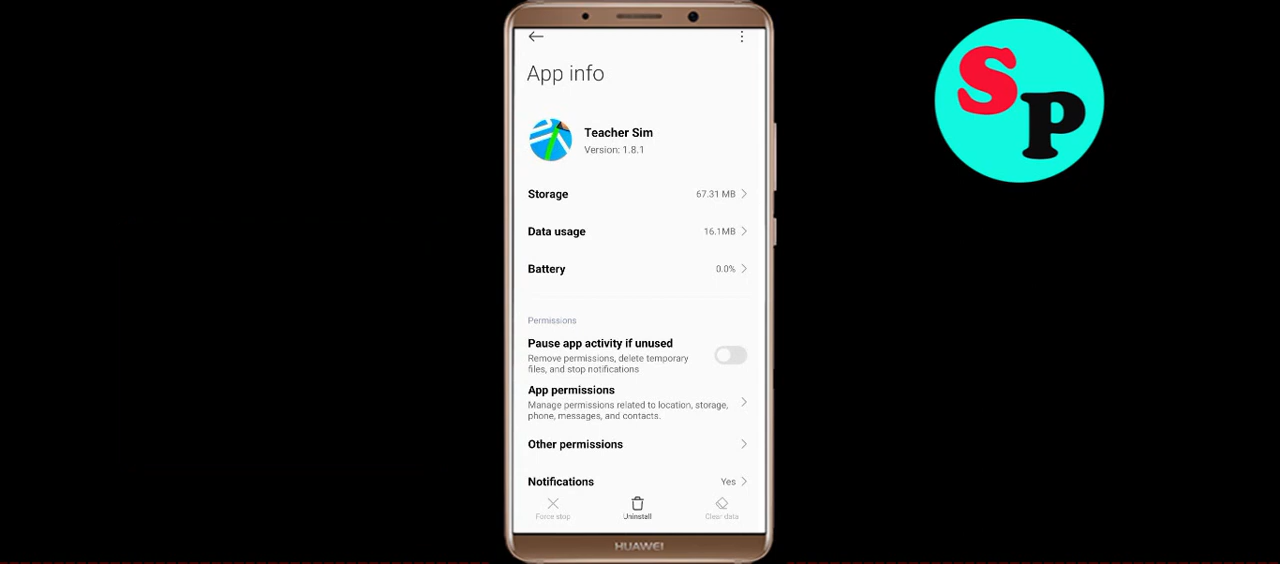 App info
Teacher Sim
Version: 1.8.1
Storage
67.31 MB
Data usage
16.1MB
Battery
0.0%
Permissions
Pause app activity if unused
Remove permissions, delete temporary
files, and stop notifications
App permissions
Manage permissions related to location, storage,
phone, messages, and contacts.
Other permissions
Notifications
Yes
Force stop
Uninstall
Clear data
HUAWEI
SP